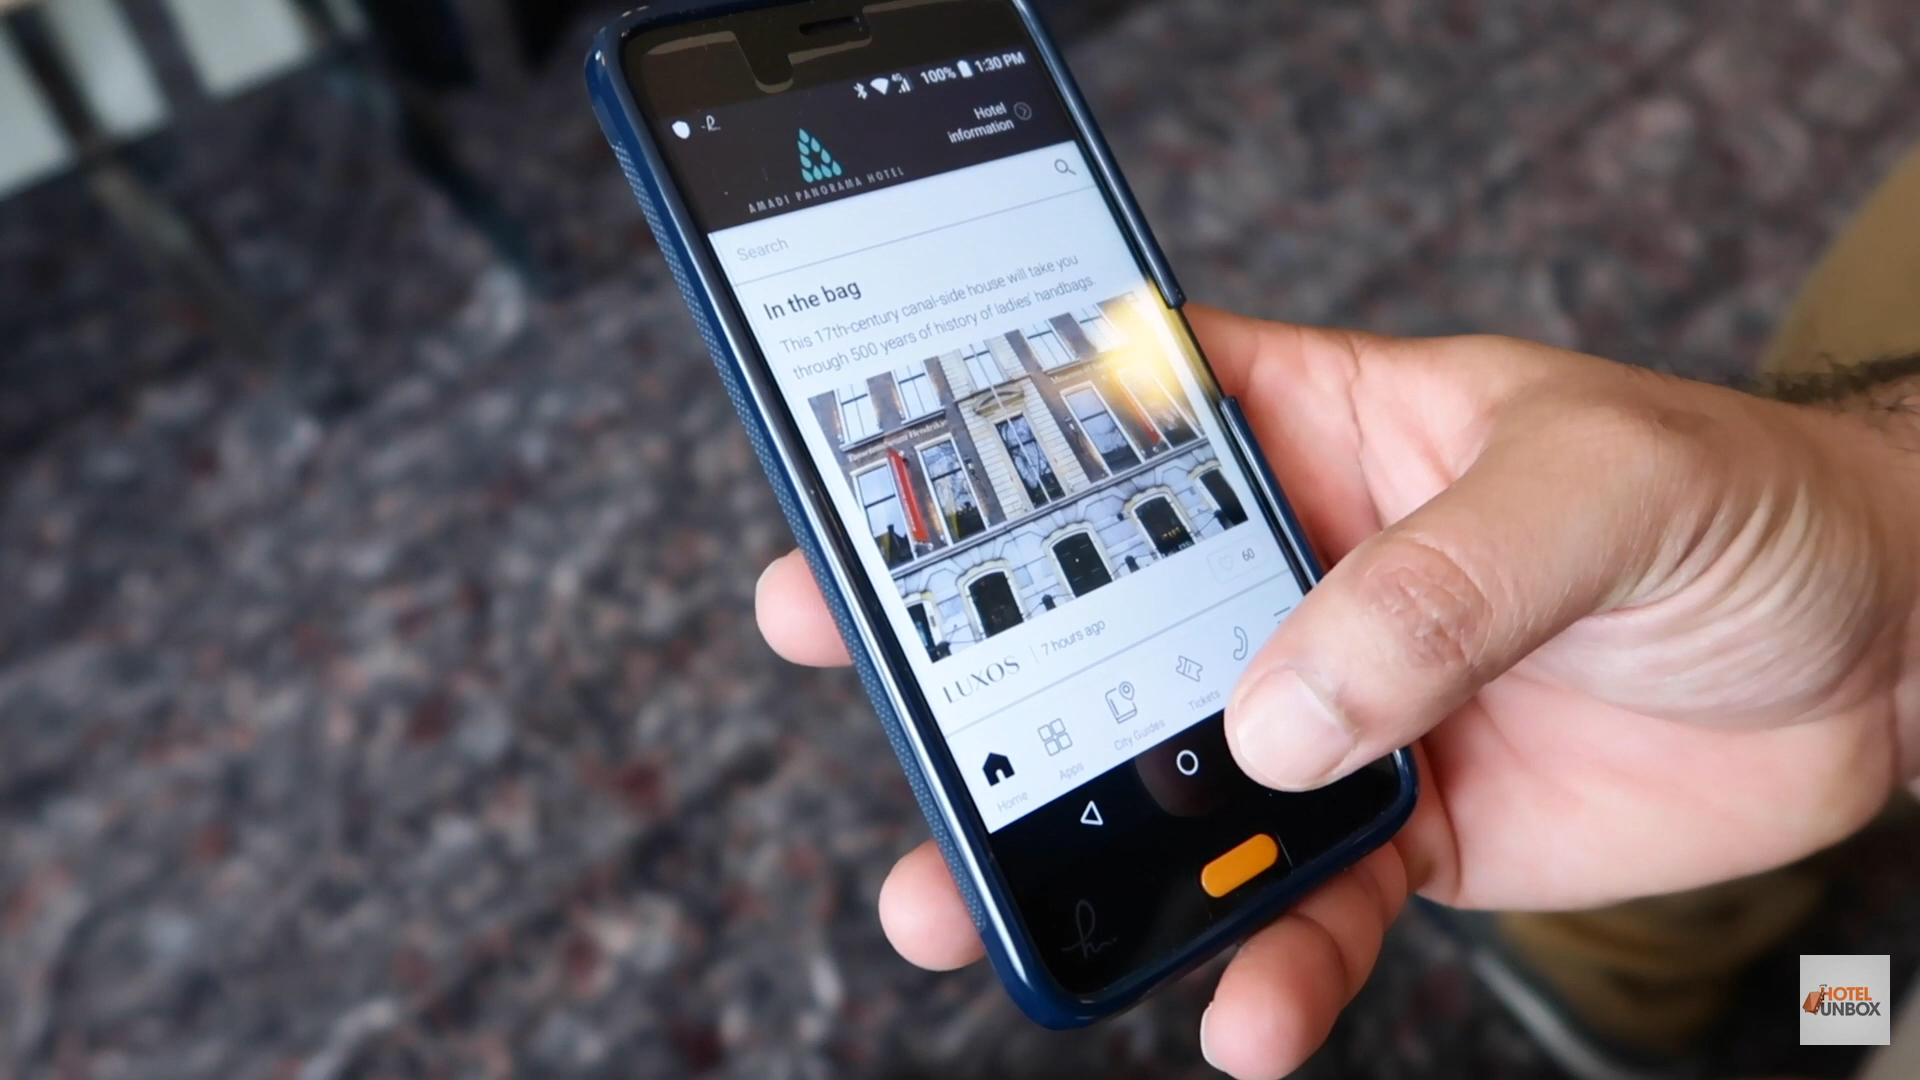 100% 1:30 PM
Hotel
information
AMADI PANORAMA HOTEL
Search
In the bag
This 17th-century canal-side house will take you
through 500 years of history of ladies' handbags.
60
LUXOS | 7 hours ago
Home
Apps
City Guides
Tickets
HOTEL
UNBOX